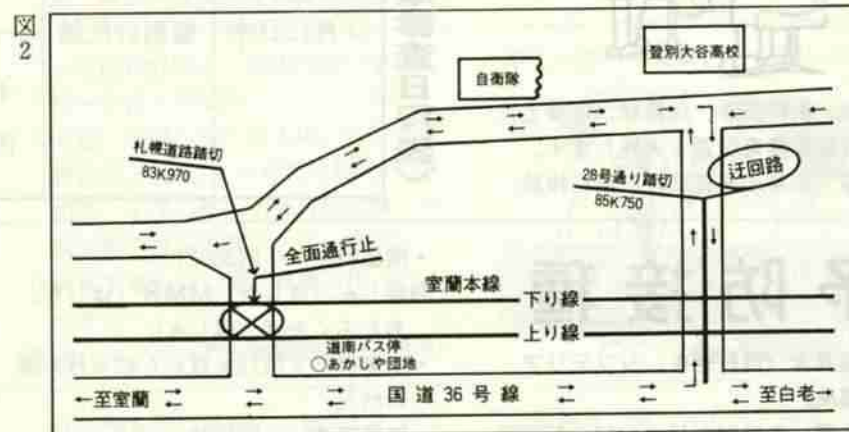 図2
自衛隊
登別大谷高校
札幌道路踏切
83K970
28号通り踏切
85K750
迂回路
全面通行止
室蘭本線
下り線
上り線
道南バス停
○あかしや団地
←至室蘭
国道36号線
至白老→